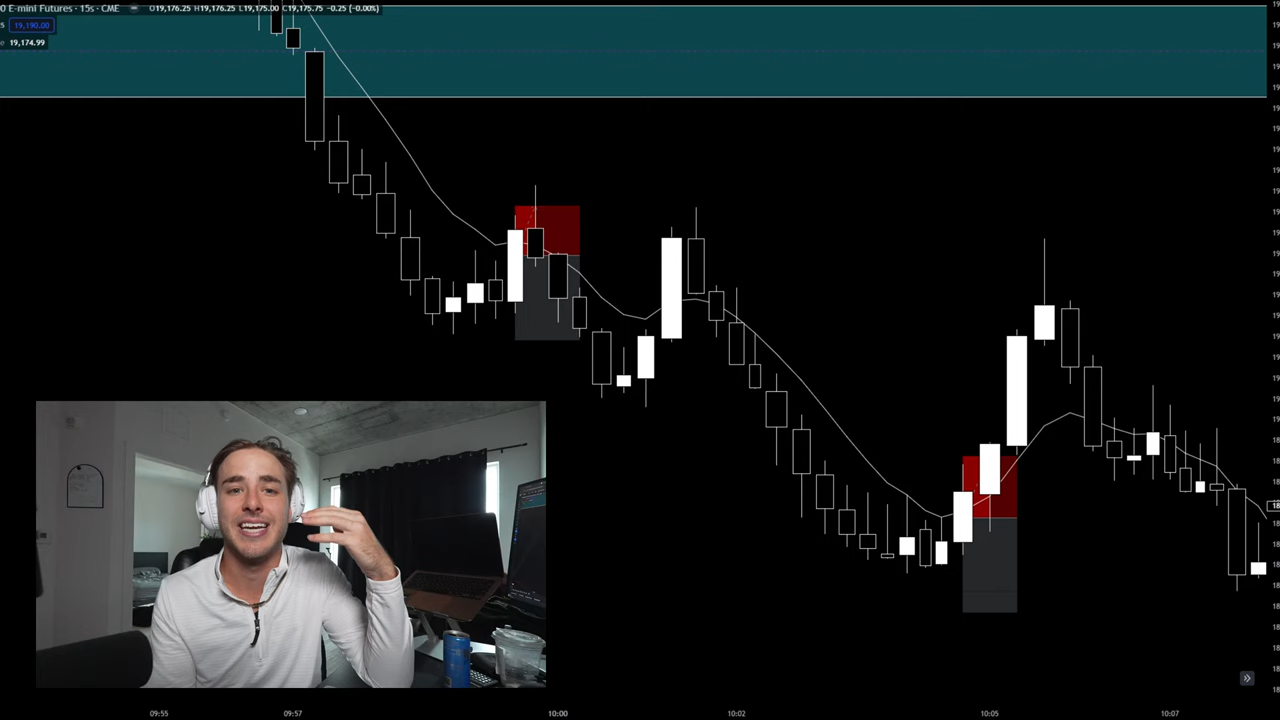 0 E-mini Futures · 15s · CME O19,176.25 H19,176.25 L19,175.00 C19,175.75 −0.25 (−0.00%)
19,190.00
19,174.99
09:55 09:57 10:00 10:02 10:05 10:07